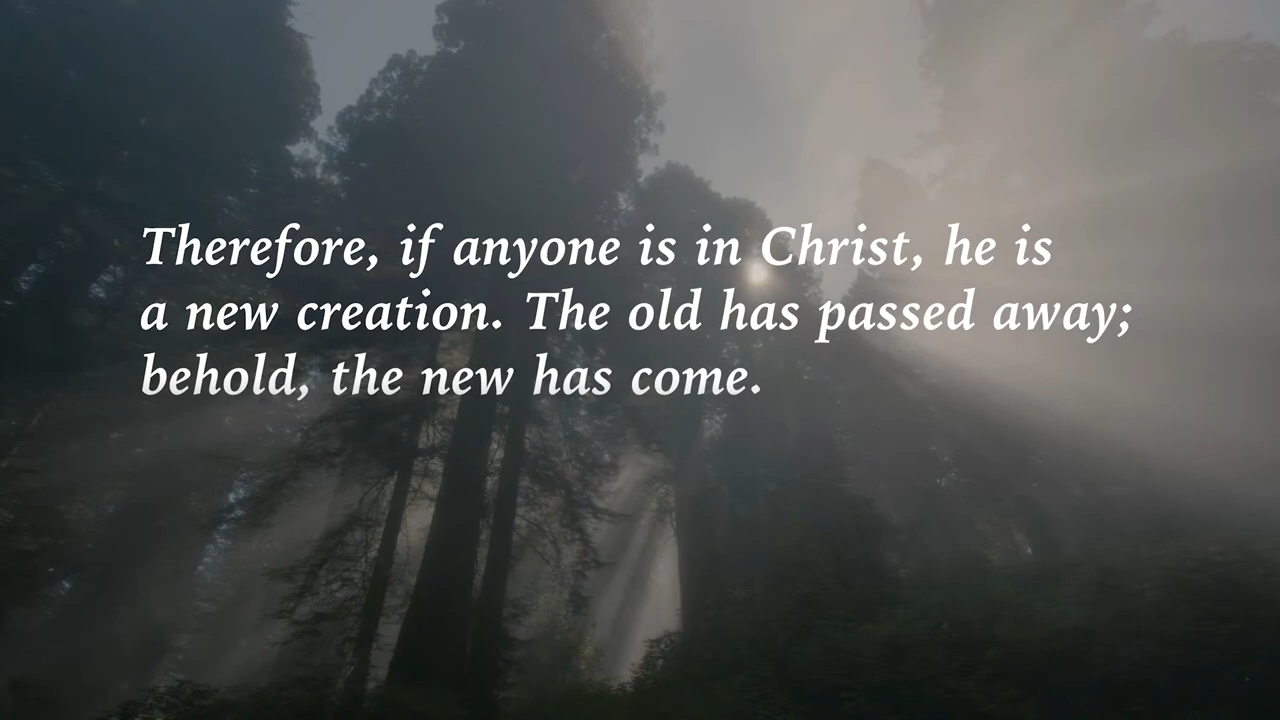 Therefore, if anyone is in Christ, he is
a new creation. The old has passed away;
behold, the new has come.